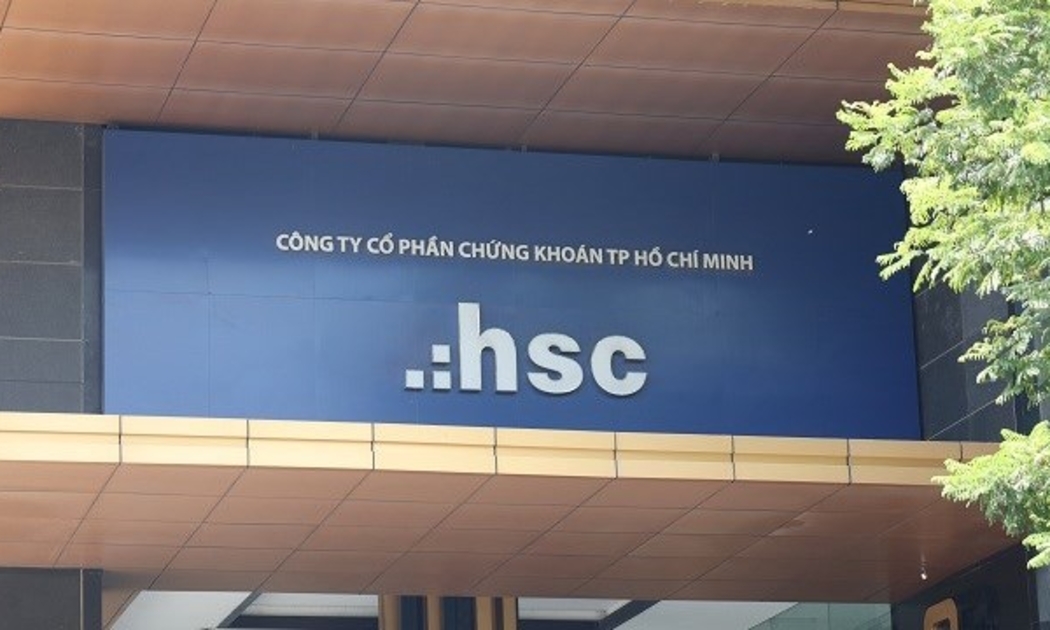 CÔNG TY CỔ PHẦN CHỨNG KHOÁN TP HỒ CHÍ MINH
.:hsc